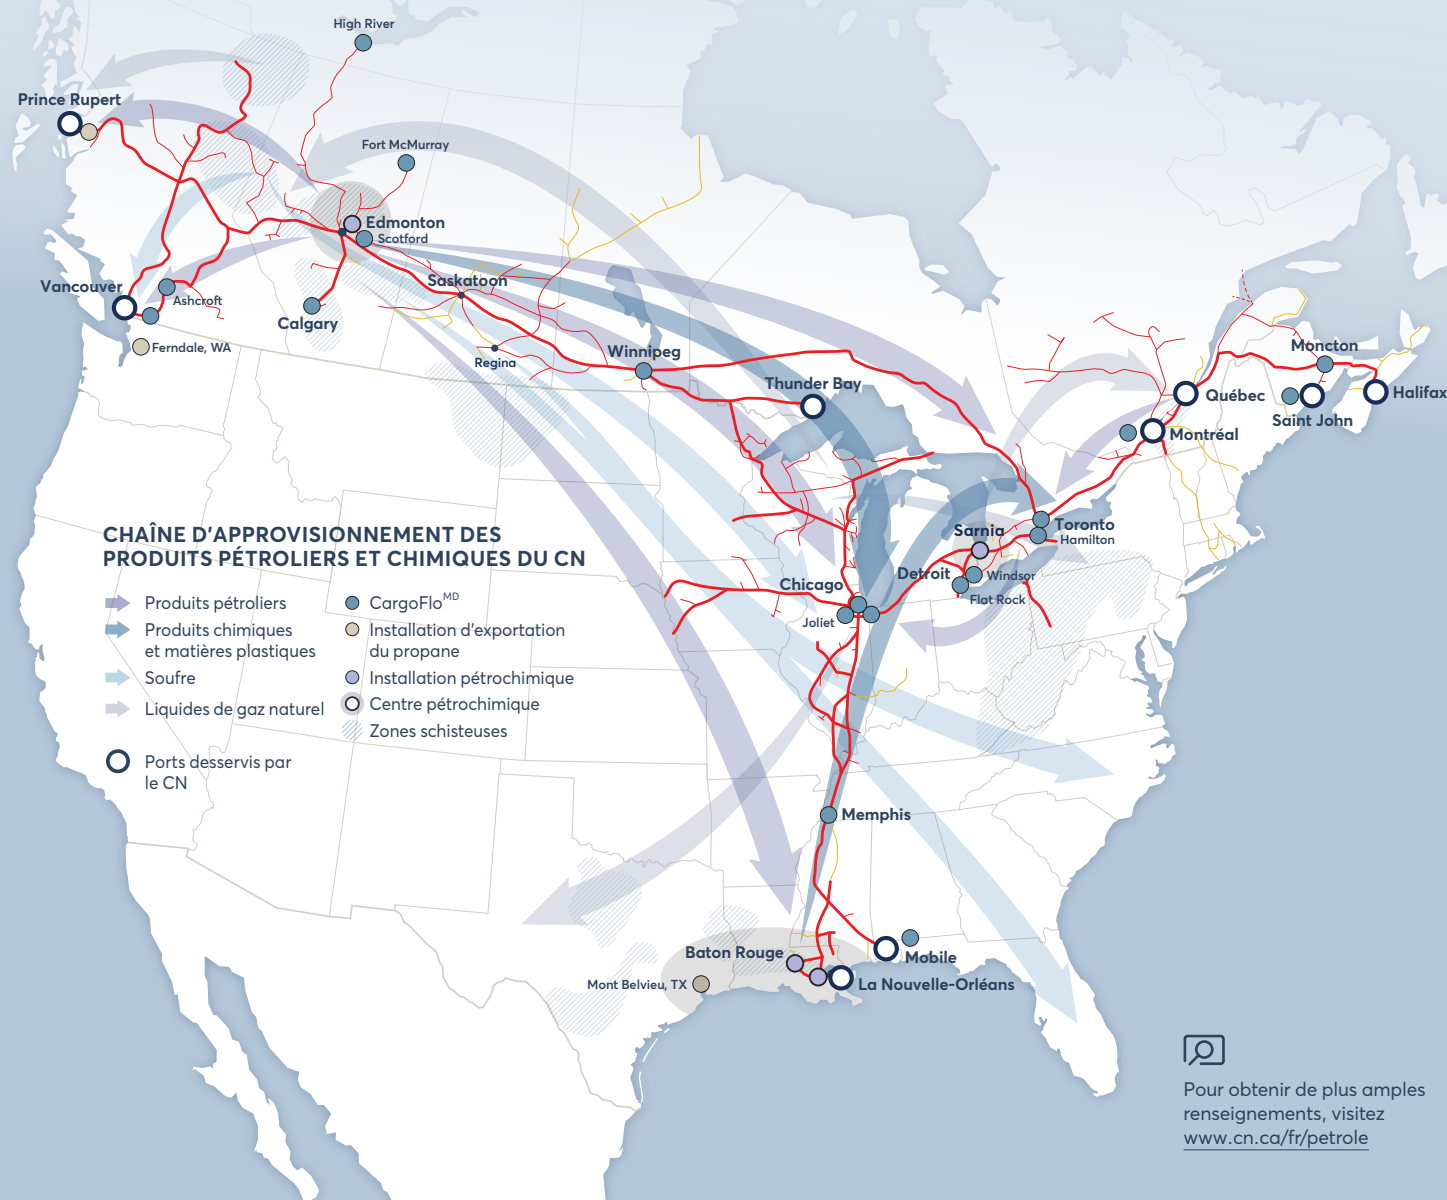 High River
Prince Rupert
Fort McMurray
Edmonton
Scotford
Saskatoon
Vancouver
Ashcroft
Calgary
Ferndale, WA
Regina
Winnipeg
Thunder Bay
Moncton
Québec
Halifax
Saint John
Montréal
Toronto
Hamilton
Sarnia
Detroit
Windsor
Flat Rock
Chicago
Joliet
CHAÎNE D'APPROVISIONNEMENT DES
PRODUITS PÉTROLIERS ET CHIMIQUES DU CN
Produits pétroliers
Produits chimiques
et matières plastiques
Soufre
Liquides de gaz naturel
Ports desservis par
le CN
CargoFloMD
Installation d'exportation
du propane
Installation pétrochimique
Centre pétrochimique
Zones schisteuses
Memphis
Baton Rouge
Mobile
Mont Belvieu, TX
La Nouvelle-Orléans
Pour obtenir de plus amples
renseignements, visitez
www.cn.ca/fr/petrole